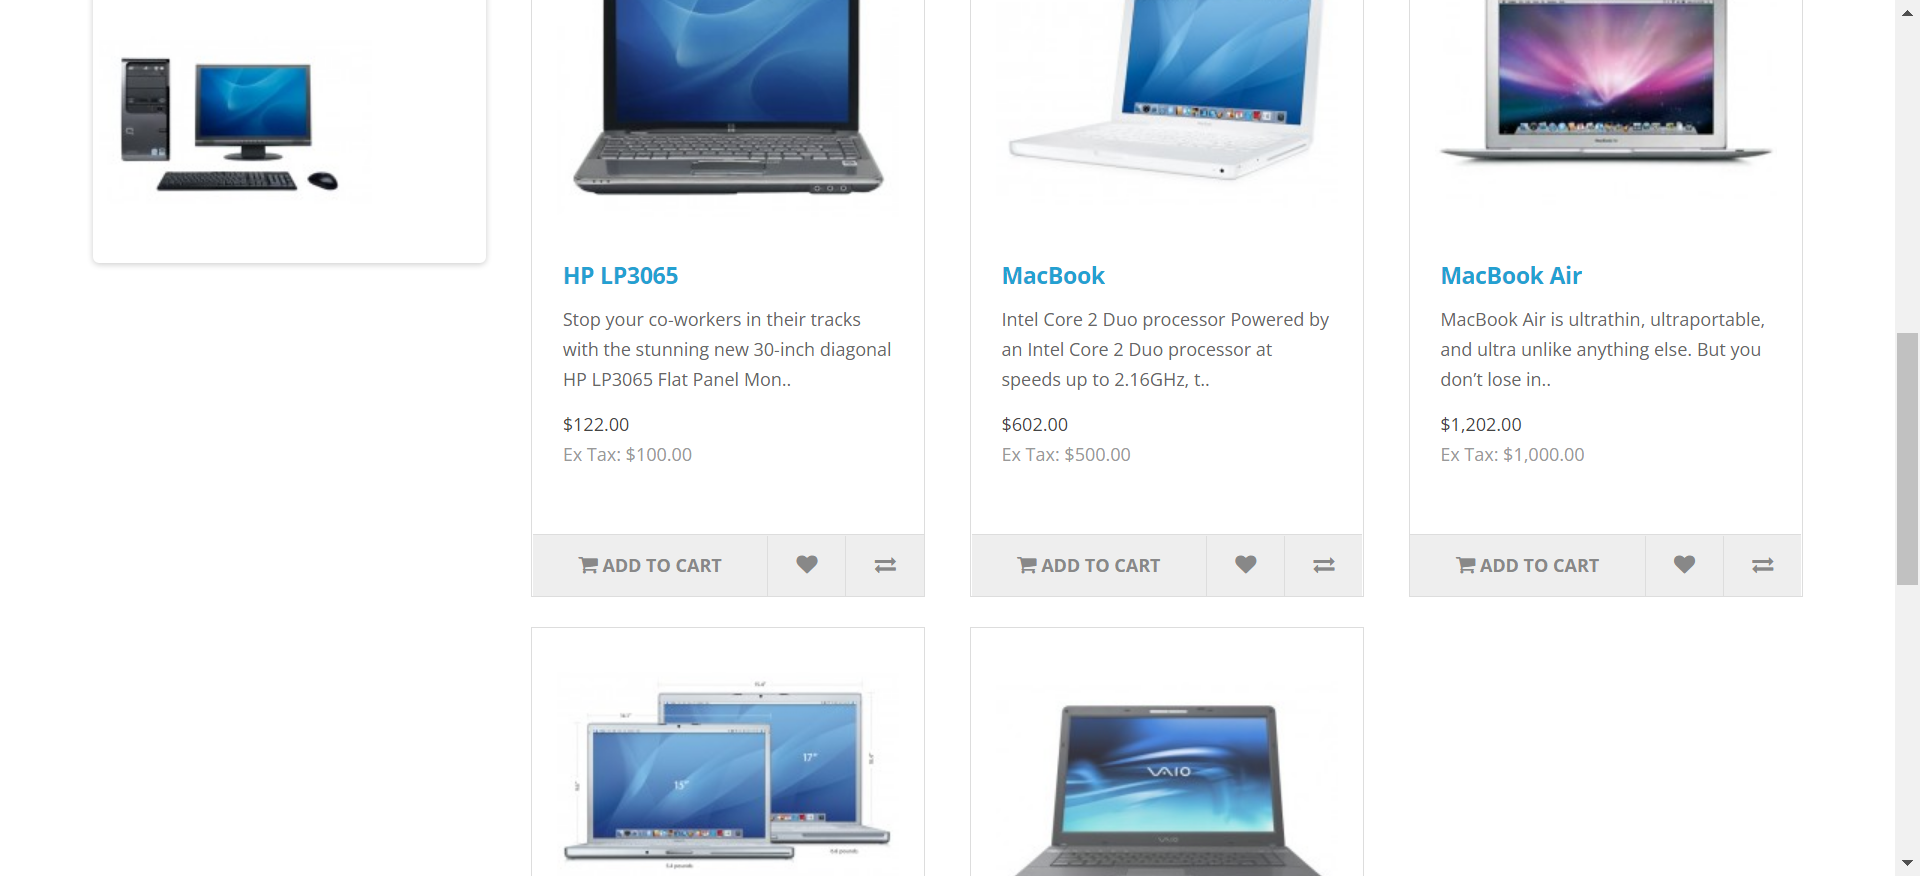 HP LP3065
Stop your co-workers in their tracks
with the stunning new 30-inch diagonal
HP LP3065 Flat Panel Mon..
$122.00
Ex Tax: $100.00
ADD TO CART
MacBook
Intel Core 2 Duo processor Powered by
an Intel Core 2 Duo processor at
speeds up to 2.16GHz, t..
$602.00
Ex Tax: $500.00
ADD TO CART
MacBook Air
MacBook Air is ultrathin, ultraportable,
and ultra unlike anything else. But you
don’t lose in..
$1,202.00
Ex Tax: $1,000.00
ADD TO CART
15"
17"
VAIO